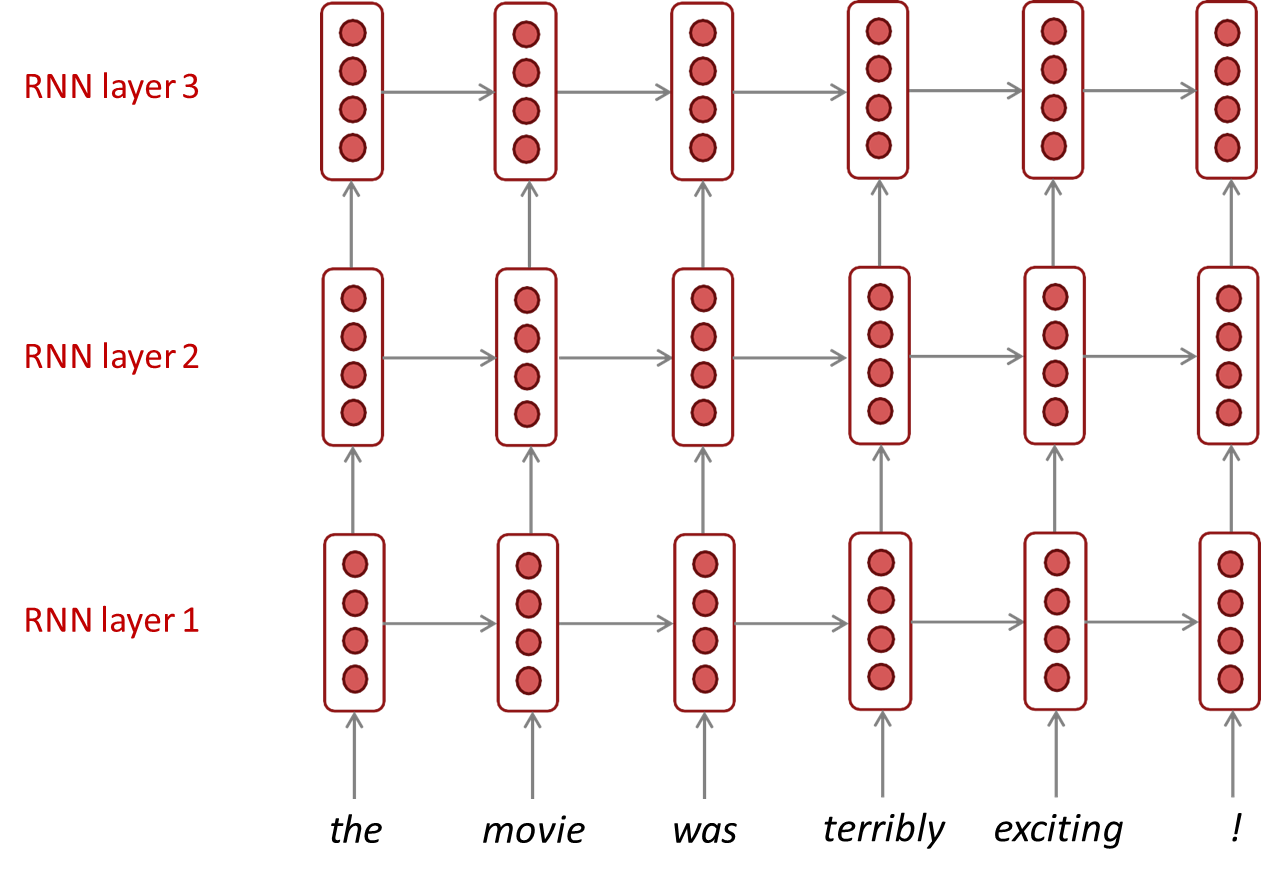 RNN layer 3
RNN layer 2
RNN layer 1
the movie was terribly exciting !